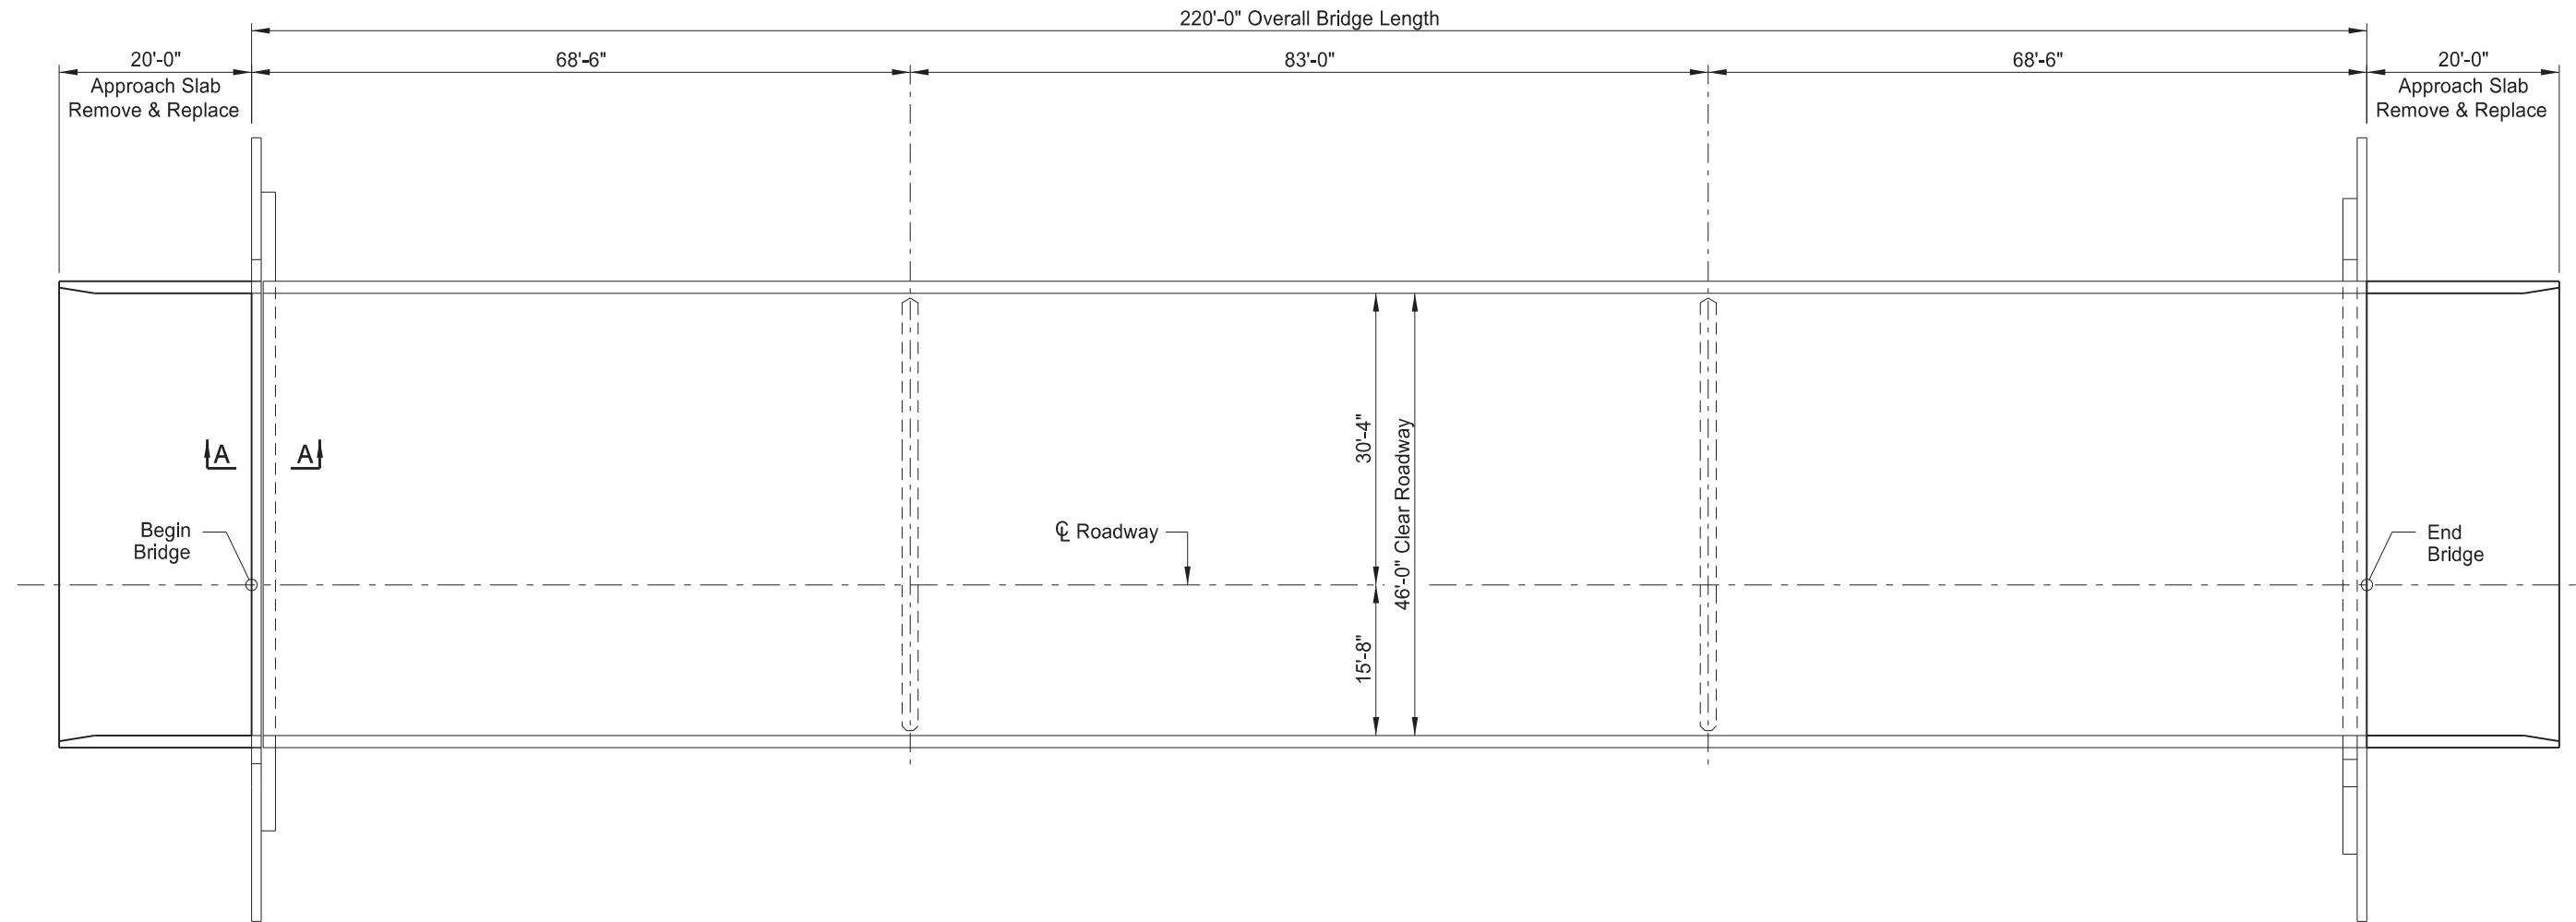 220'-0" Overall Bridge Length
20'-0"
68'-6"
83'-0"
68'-6"
20'-0"
Approach Slab
Remove & Replace
Approach Slab
Remove & Replace
30'-4"
46'-0" Clear Roadway
A
A
Begin
Bridge
℄ Roadway
End
Bridge
15'-8"